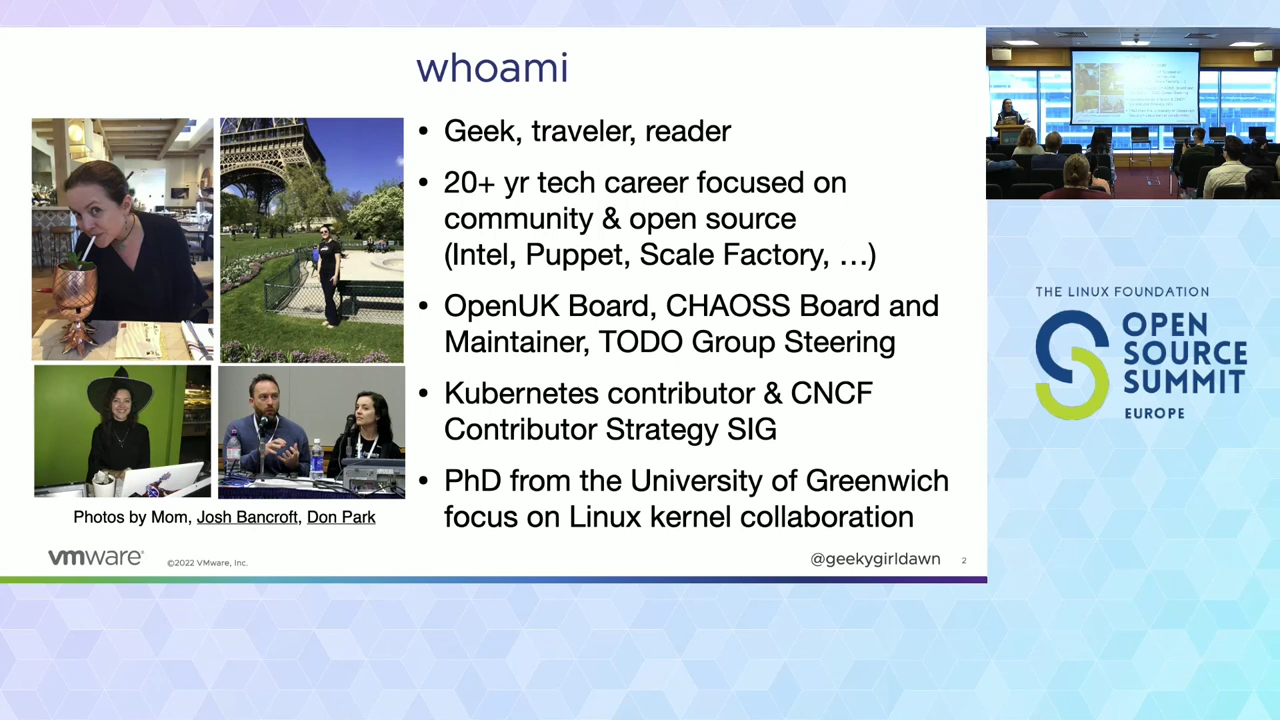 whoami
• Geek, traveler, reader
• 20+ yr tech career focused on
community & open source
(Intel, Puppet, Scale Factory, …)
• OpenUK Board, CHAOSS Board and
Maintainer, TODO Group Steering
• Kubernetes contributor & CNCF
Contributor Strategy SIG
• PhD from the University of Greenwich
focus on Linux kernel collaboration
Photos by Mom, Josh Bancroft, Don Park
vmware®
©2022 VMware, Inc.
@geekygirldawn
2
THE LINUX FOUNDATION
OPEN
SOURCE
SUMMIT
EUROPE